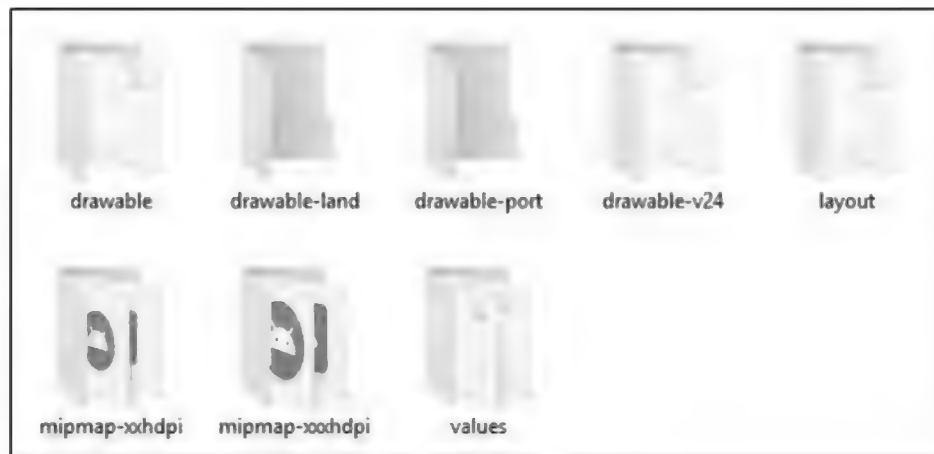 drawable drawable-land drawable-port drawable-v24 layout
mipmap-xxhdpi mipmap-xxxhdpi values